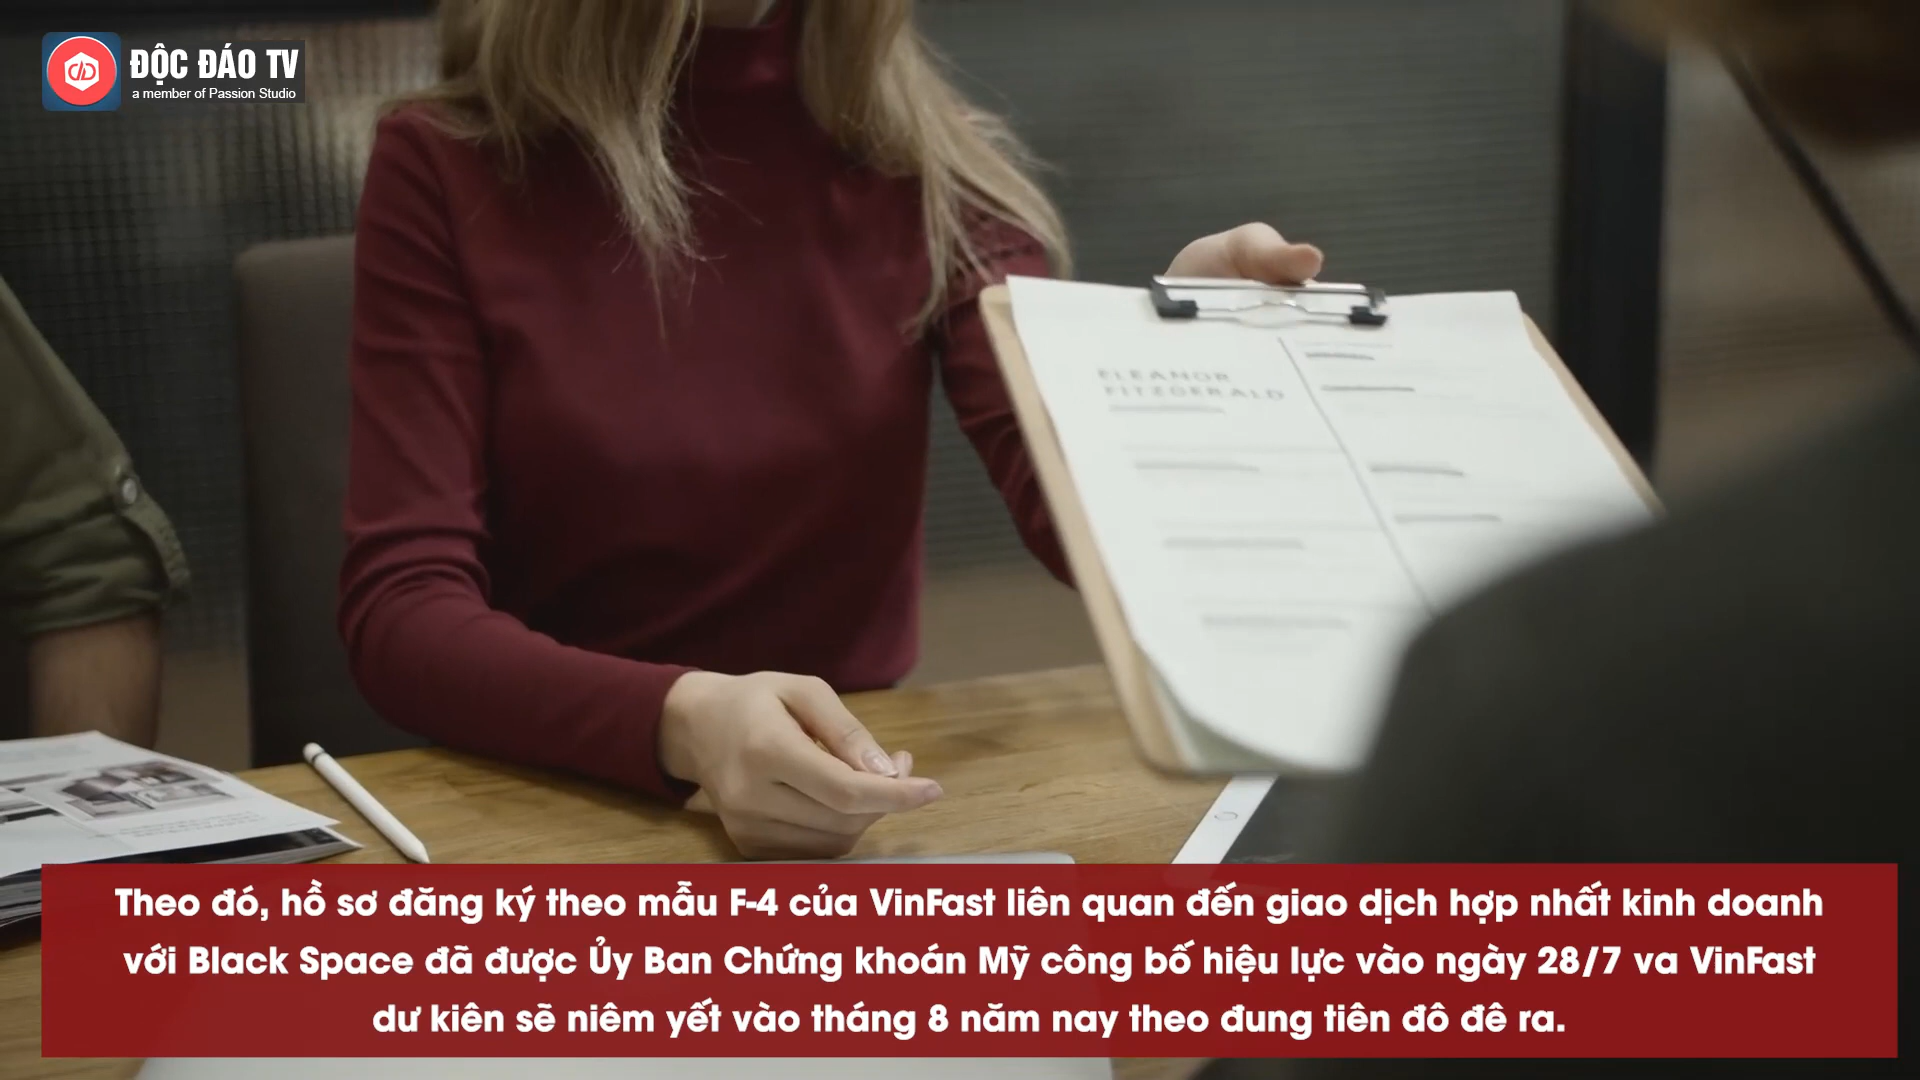 ĐỘC ĐÁO TV
a member of Passion Studio
ELEANOR
FITZGERALD
Theo đó, hồ sơ đăng ký theo mẫu F-4 của VinFast liên quan đến giao dịch hợp nhất kinh doanh
với Black Space đã được Ủy Ban Chứng khoán Mỹ công bố hiệu lực vào ngày 28/7 va VinFast
dư kiên sẽ niêm yết vào tháng 8 năm nay theo đung tiên đô đê ra.